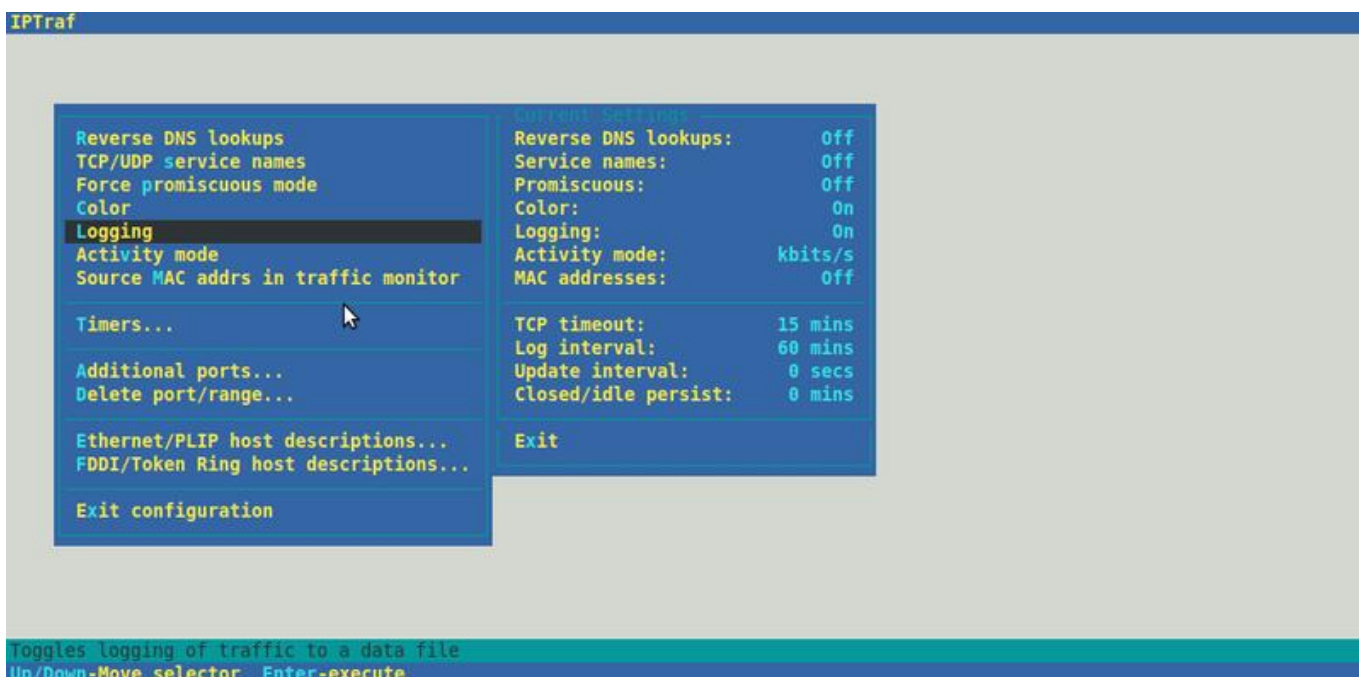 IPTraf
Reverse DNS lookups
TCP/UDP service names
Force promiscuous mode
Color
Logging
Activity mode
Source MAC addrs in traffic monitor
Timers...
Additional ports...
Delete port/range...
Ethernet/PLIP host descriptions...
FDDI/Token Ring host descriptions...
Exit configuration
Current Settings
Reverse DNS lookups: Off
Service names: Off
Promiscuous: Off
Color: On
Logging: On
Activity mode: kbits/s
MAC addresses: Off
TCP timeout: 15 mins
Log interval: 60 mins
Update interval: 0 secs
Closed/idle persist: 0 mins
Exit
Toggles logging of traffic to a data file
Up/Down-Move selector Enter-execute